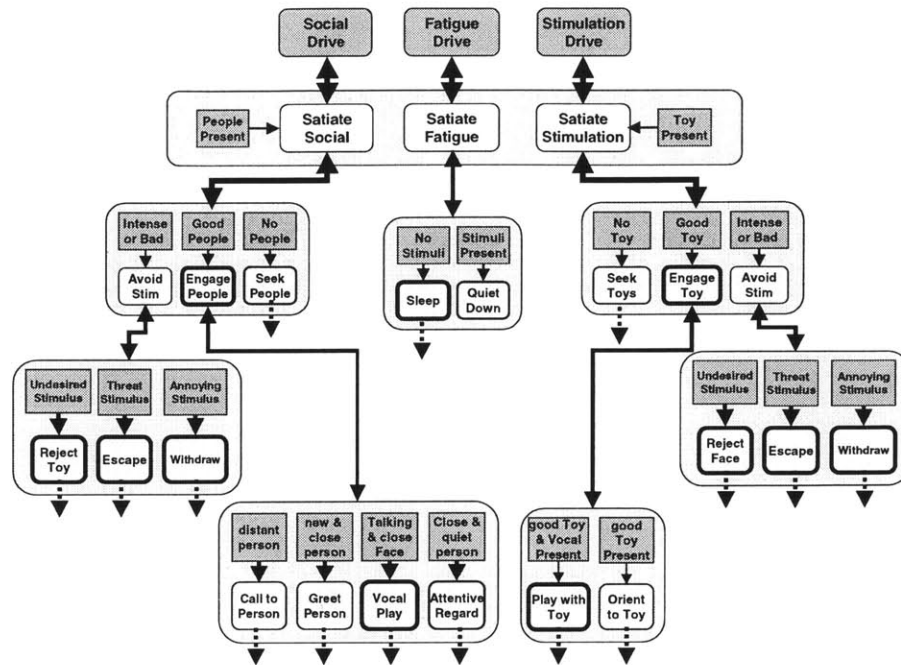 Social
Drive
Fatigue
Drive
Stimulation
Drive
People
Present
Satiate
Social
Satiate
Fatigue
Satiate
Stimulation
Toy
Present
Intense
or Bad
Good
People
No
People
Avoid
Stim
Engage
People
Seek
People
No
Stimuli
Stimuli
Present
Sleep
Quiet
Down
No
Toy
Good
Toy
Intense
or Bad
Seek
Toys
Engage
Toy
Avoid
Stim
Undesired
Stimulus
Threat
Stimulus
Annoying
Stimulus
Reject
Toy
Escape
Withdraw
Undesired
Stimulus
Threat
Stimulus
Annoying
Stimulus
Reject
Face
Escape
Withdraw
distant
person
new &
close
person
Talking
& close
Face
Close &
quiet
person
Call to
Person
Greet
Person
Vocal
Play
Attentive
Regard
good Toy
& Vocal
Present
good
Toy
Present
Play with
Toy
Orient
to Toy